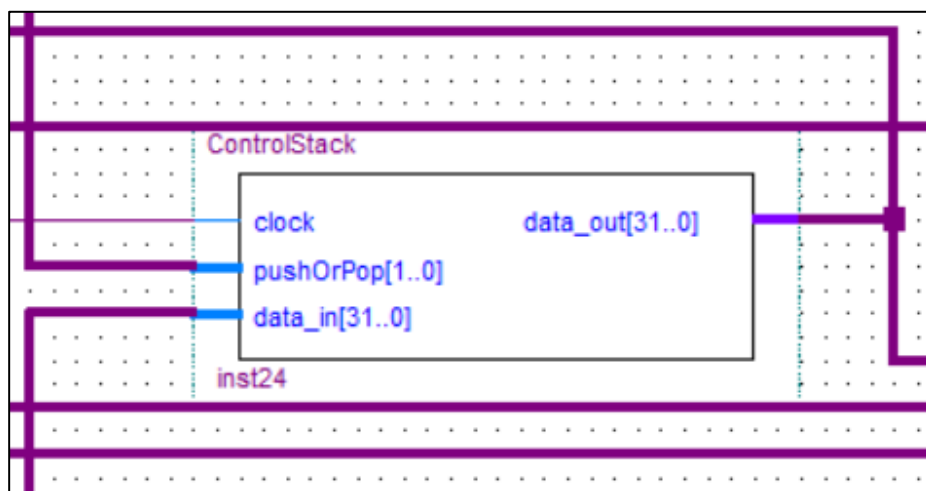 ControlStack
clock data_out[31..0]
pushOrPop[1..0]
data_in[31..0]
inst24